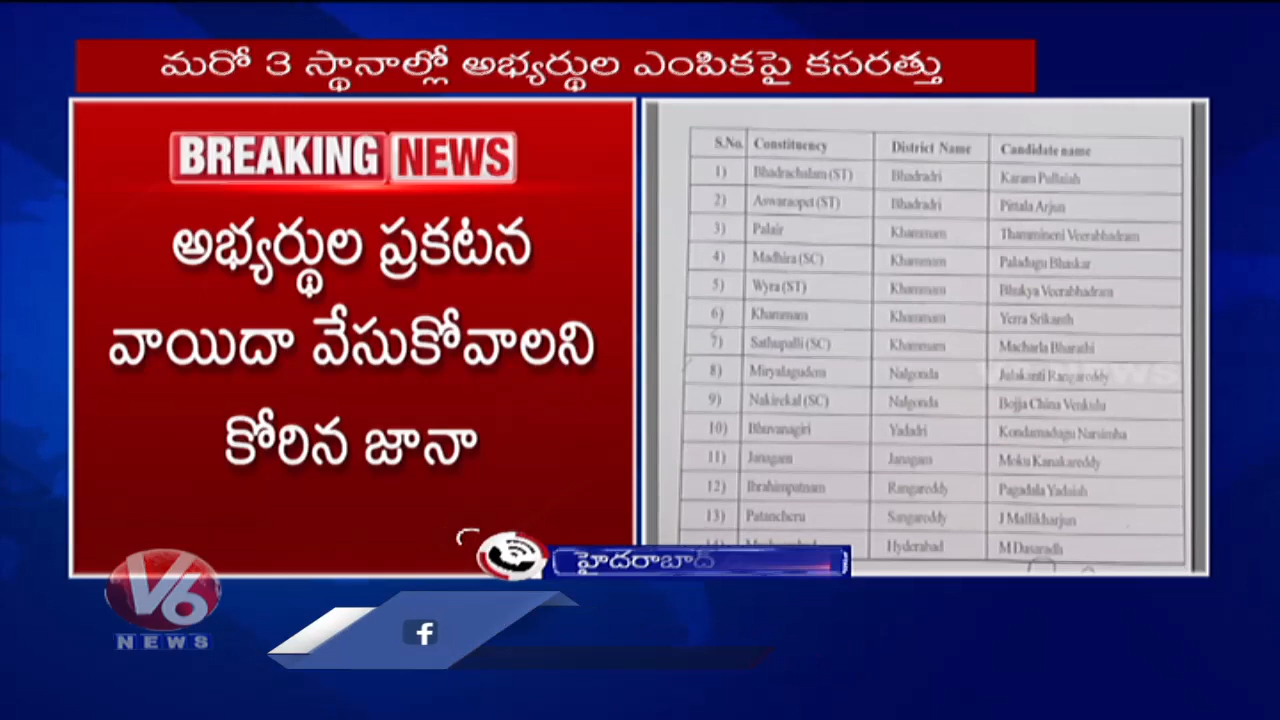 మరో 3 స్థానాల్లో అభ్యర్థుల ఎంపికపై కసరత్తు
BREAKING NEWS
అభ్యర్థుల ప్రకటన
వాయిదా వేసుకోవాలని
కోరిన జానా
S.No. Constituency District Name Candidate name
1) Bhadrachalam (ST) Bhadradri Karam Pullaiah
2) Aswaraopet (ST) Bhadradri Pittala Arjun
3) Palair Khammam Thammineni Veerabhadram
4) Madhira (SC) Khammam Paladugu Bhaskar
5) Wyra (ST) Khammam Bhukya Veerabhadram
6) Khammam Khammam Yerra Srikanth
7) Sathupalli (SC) Khammam Macharla Bharathi
8) Miryalagudem Nalgonda Julakanti Rangareddy
9) Nakirekal (SC) Nalgonda Bojja China Venkulu
10) Bhuvanagiri Yadadri Kondamadugu Narsimha
11) Janagam Janagam Moku Kanakareddy
12) Ibrahimpatnam Rangareddy Pagadala Yadaiah
13) Patancheru Sangareddy J Mallikharjun
Hyderabad M Dasaradh
హైదరాబాద్
V6
NEWS
f